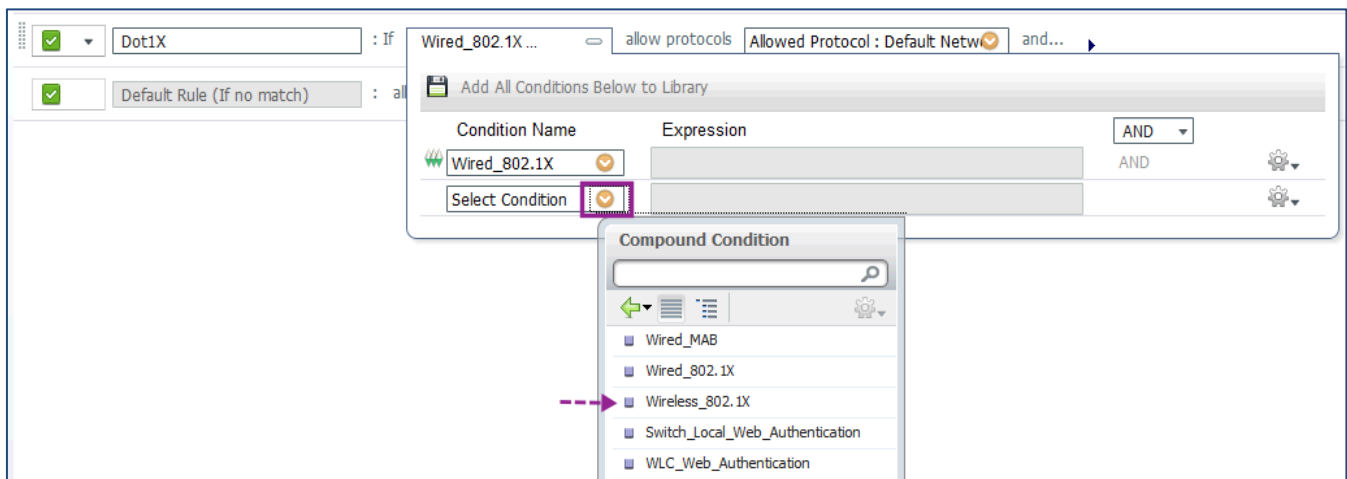 Dot1X : If Wired_802.1X ... allow protocols Allowed Protocol : Default Netw and...
Default Rule (If no match) : all
Add All Conditions Below to Library
Condition Name Expression AND
Wired_802.1X AND
Select Condition
Compound Condition
Wired_MAB
Wired_802.1X
Wireless_802.1X
Switch_Local_Web_Authentication
WLC_Web_Authentication